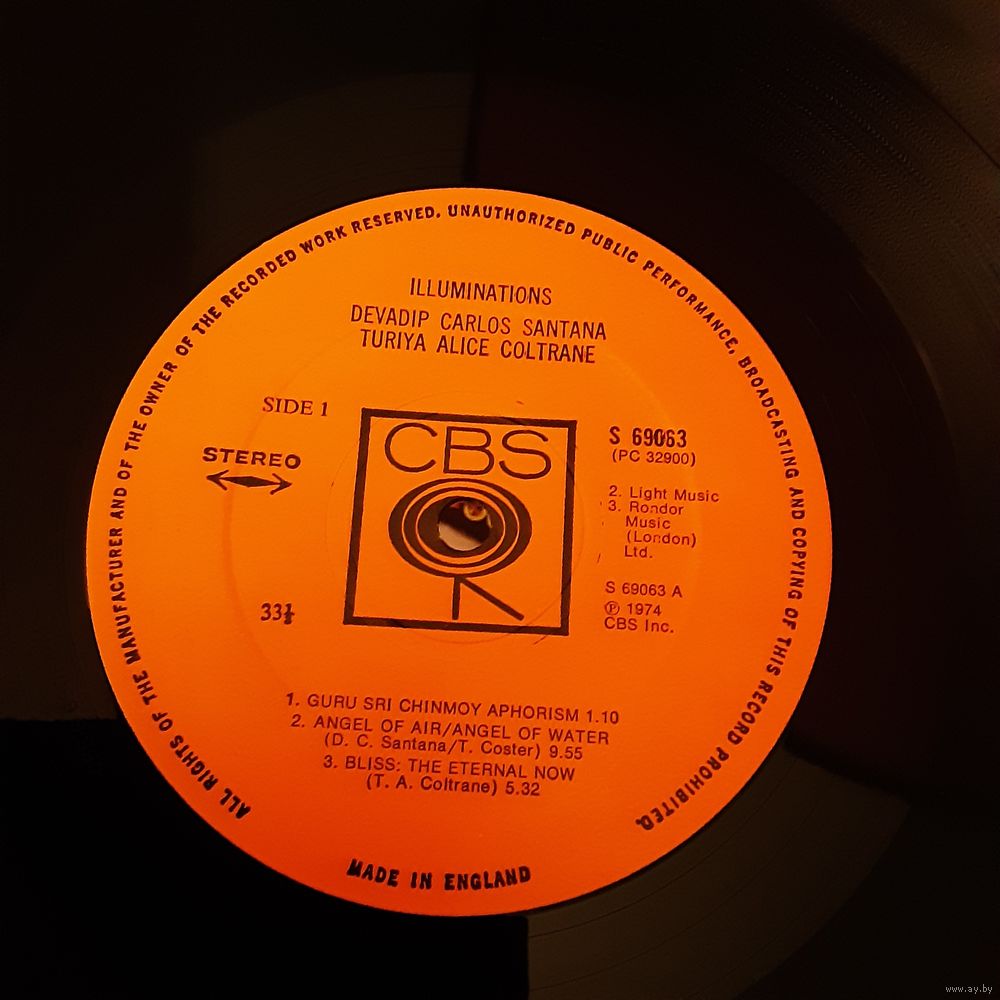 ALL RIGHTS OF THE MANUFACTURER AND OF THE OWNER OF THE RECORDED WORK RESERVED. UNAUTHORIZED PUBLIC PERFORMANCE, BROADCASTING AND COPYING OF THIS RECORD PROHIBITED.
ILLUMINATIONS
DEVADIP CARLOS SANTANA
TURIYA ALICE COLTRANE
SIDE 1
STEREO
33⅓
CBS
S 69063
(PC 32900)
2. Light Music
3. Rondor
Music
(London)
Ltd.
S 69063 A
℗ 1974
CBS Inc.
1. GURU SRI CHINMOY APHORISM 1.10
2. ANGEL OF AIR/ANGEL OF WATER
(D. C. Santana/T. Coster) 9.55
3. BLISS: THE ETERNAL NOW
(T. A. Coltrane) 5.32
MADE IN ENGLAND
www.ay.by